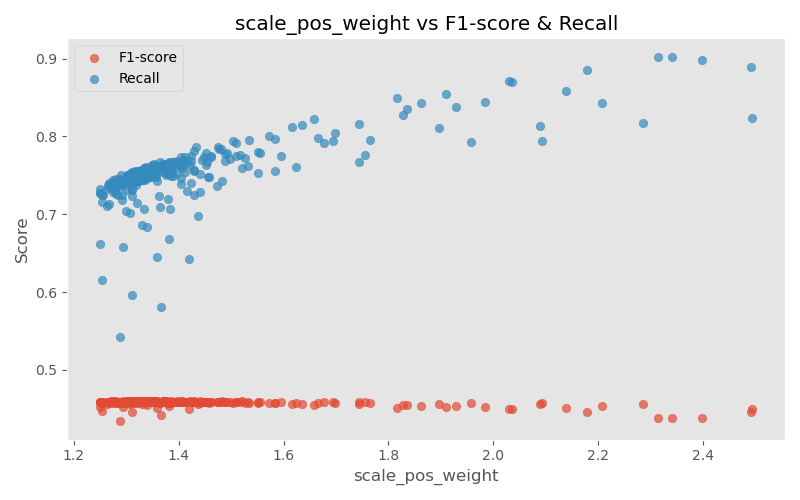 scale_pos_weight vs F1-score & Recall
F1-score
Recall
Score
0.9
0.8
0.7
0.6
0.5
1.2 1.4 1.6 1.8 2.0 2.2 2.4
scale_pos_weight